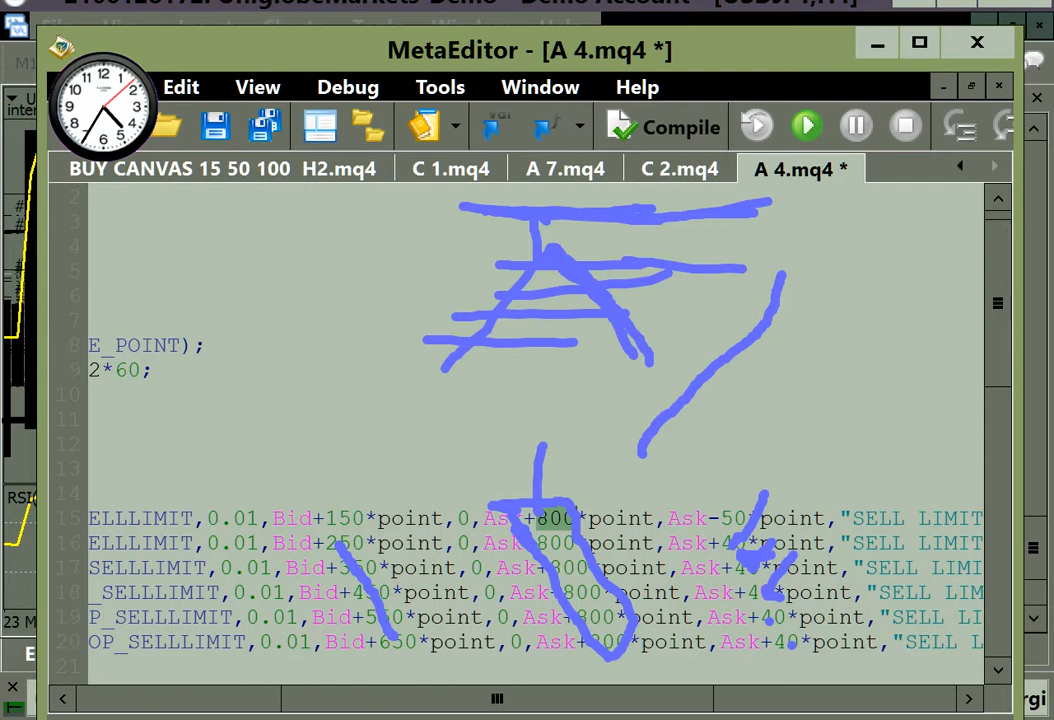 MetaEditor - [A 4.mq4 *]
Edit View Debug Tools Window Help
Compile
BUY CANVAS 15 50 100 H2.mq4 C 1.mq4 A 7.mq4 C 2.mq4 A 4.mq4 *
2
3
4
5
6
7
8 E_POINT);
9 2*60;
10
11
12
13
14
15 ELLLIMIT,0.01,Bid+150*point,0,Ask+800*point,Ask-50*point,"SELL LIMIT
16 ELLLIMIT,0.01,Bid+250*point,0,Ask+800*point,Ask+40*point,"SELL LIMIT
17 SELLLIMIT,0.01,Bid+350*point,0,Ask+800*point,Ask+40*point,"SELL LIM
18 _SELLLIMIT,0.01,Bid+450*point,0,Ask+800*point,Ask+40*point,"SELL LI
19 P_SELLLIMIT,0.01,Bid+550*point,0,Ask+800*point,Ask+40*point,"SELL LI
20 OP_SELLLIMIT,0.01,Bid+650*point,0,Ask+800*point,Ask+40*point,"SELL L
21
RSI(
23 M